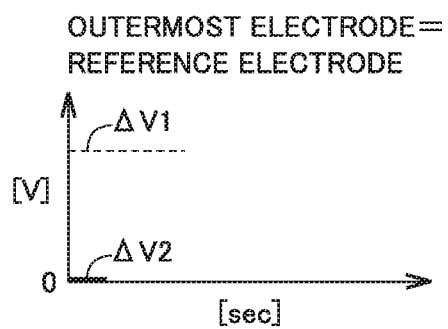 OUTERMOST ELECTRODE=
REFERENCE ELECTRODE
ΔV1
[V]
ΔV2
0
[sec]